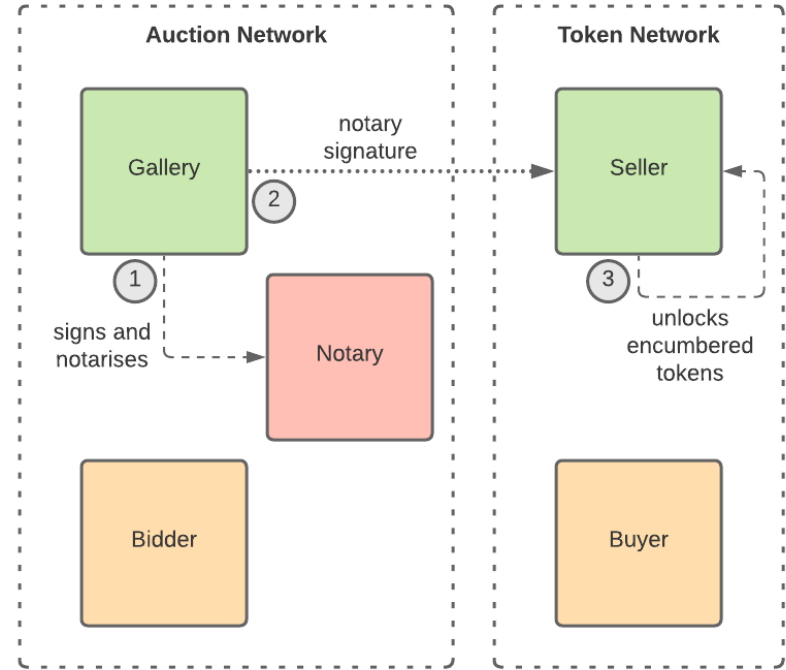 Auction Network
Token Network
Gallery
notary
signature
Seller
2
1
3
signs and
notarises
Notary
unlocks
encumbered
tokens
Bidder
Buyer